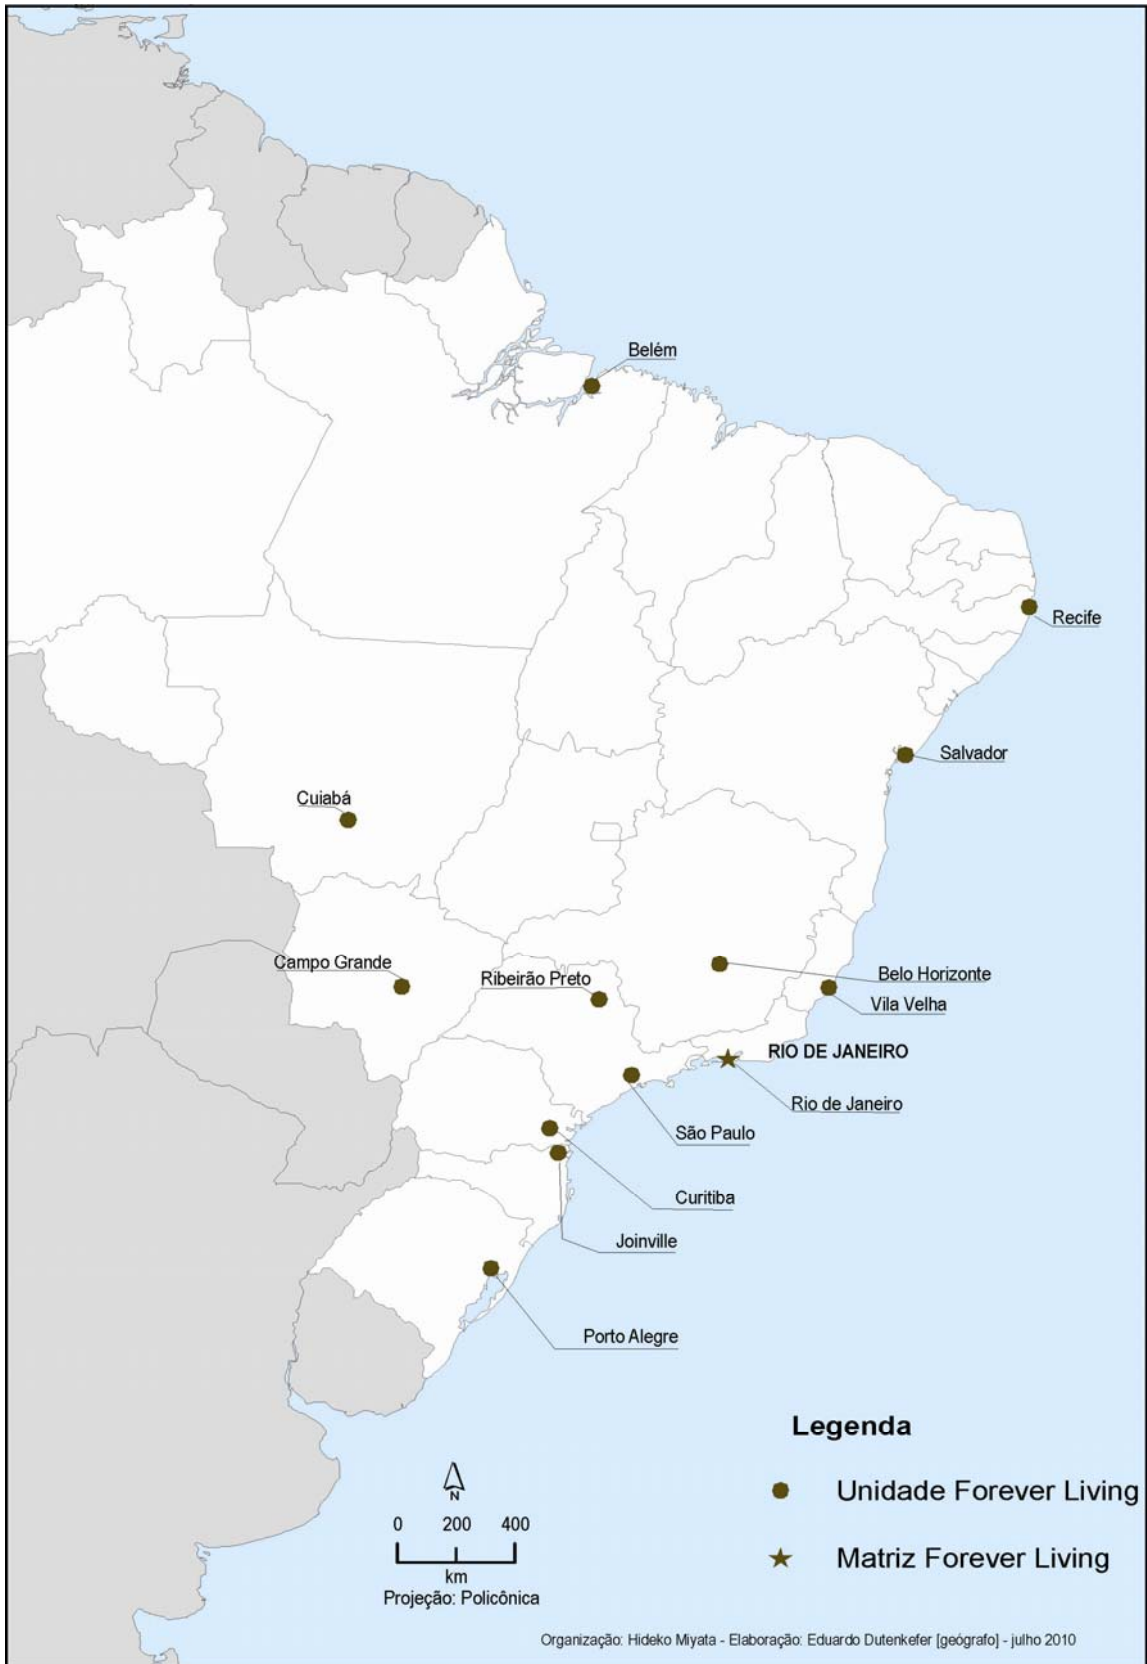 Belém
Recife
Salvador
Cuiabá
Campo Grande
Ribeirão Preto
Belo Horizonte
Vila Velha
RIO DE JANEIRO
Rio de Janeiro
São Paulo
Curitiba
Joinville
Porto Alegre
Legenda
Unidade Forever Living
Matriz Forever Living
N
0 200 400
km
Projeção: Policônica
Organização: Hideko Miyata - Elaboração: Eduardo Dutenkefer [geógrafo] - julho 2010